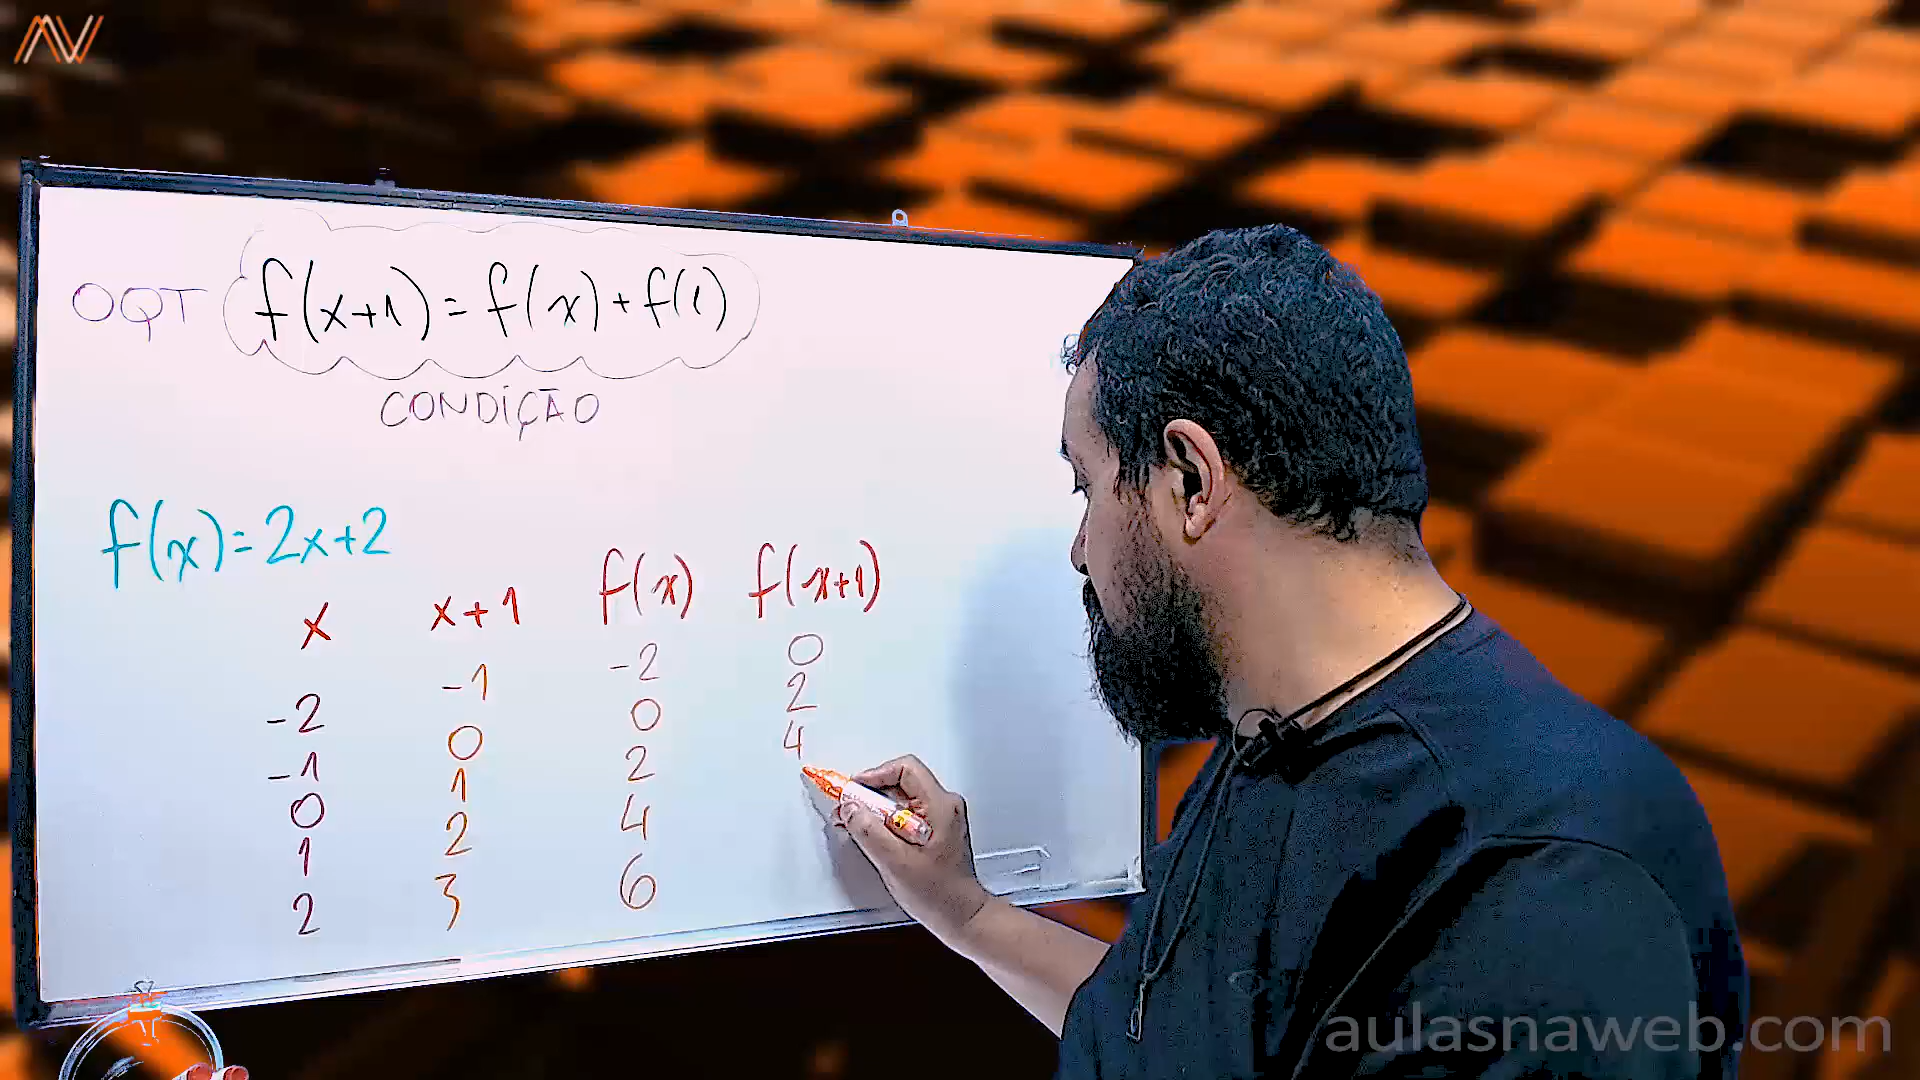 OQT f(x+1) = f(x) + f(1)
CONDIÇÃO
f(x) = 2x+2
x x+1 f(x) f(x+1)
-2 -1 -2 0
-1 0 0 2
0 1 2 4
1 2 4
2 3 6
aulasnaweb.com